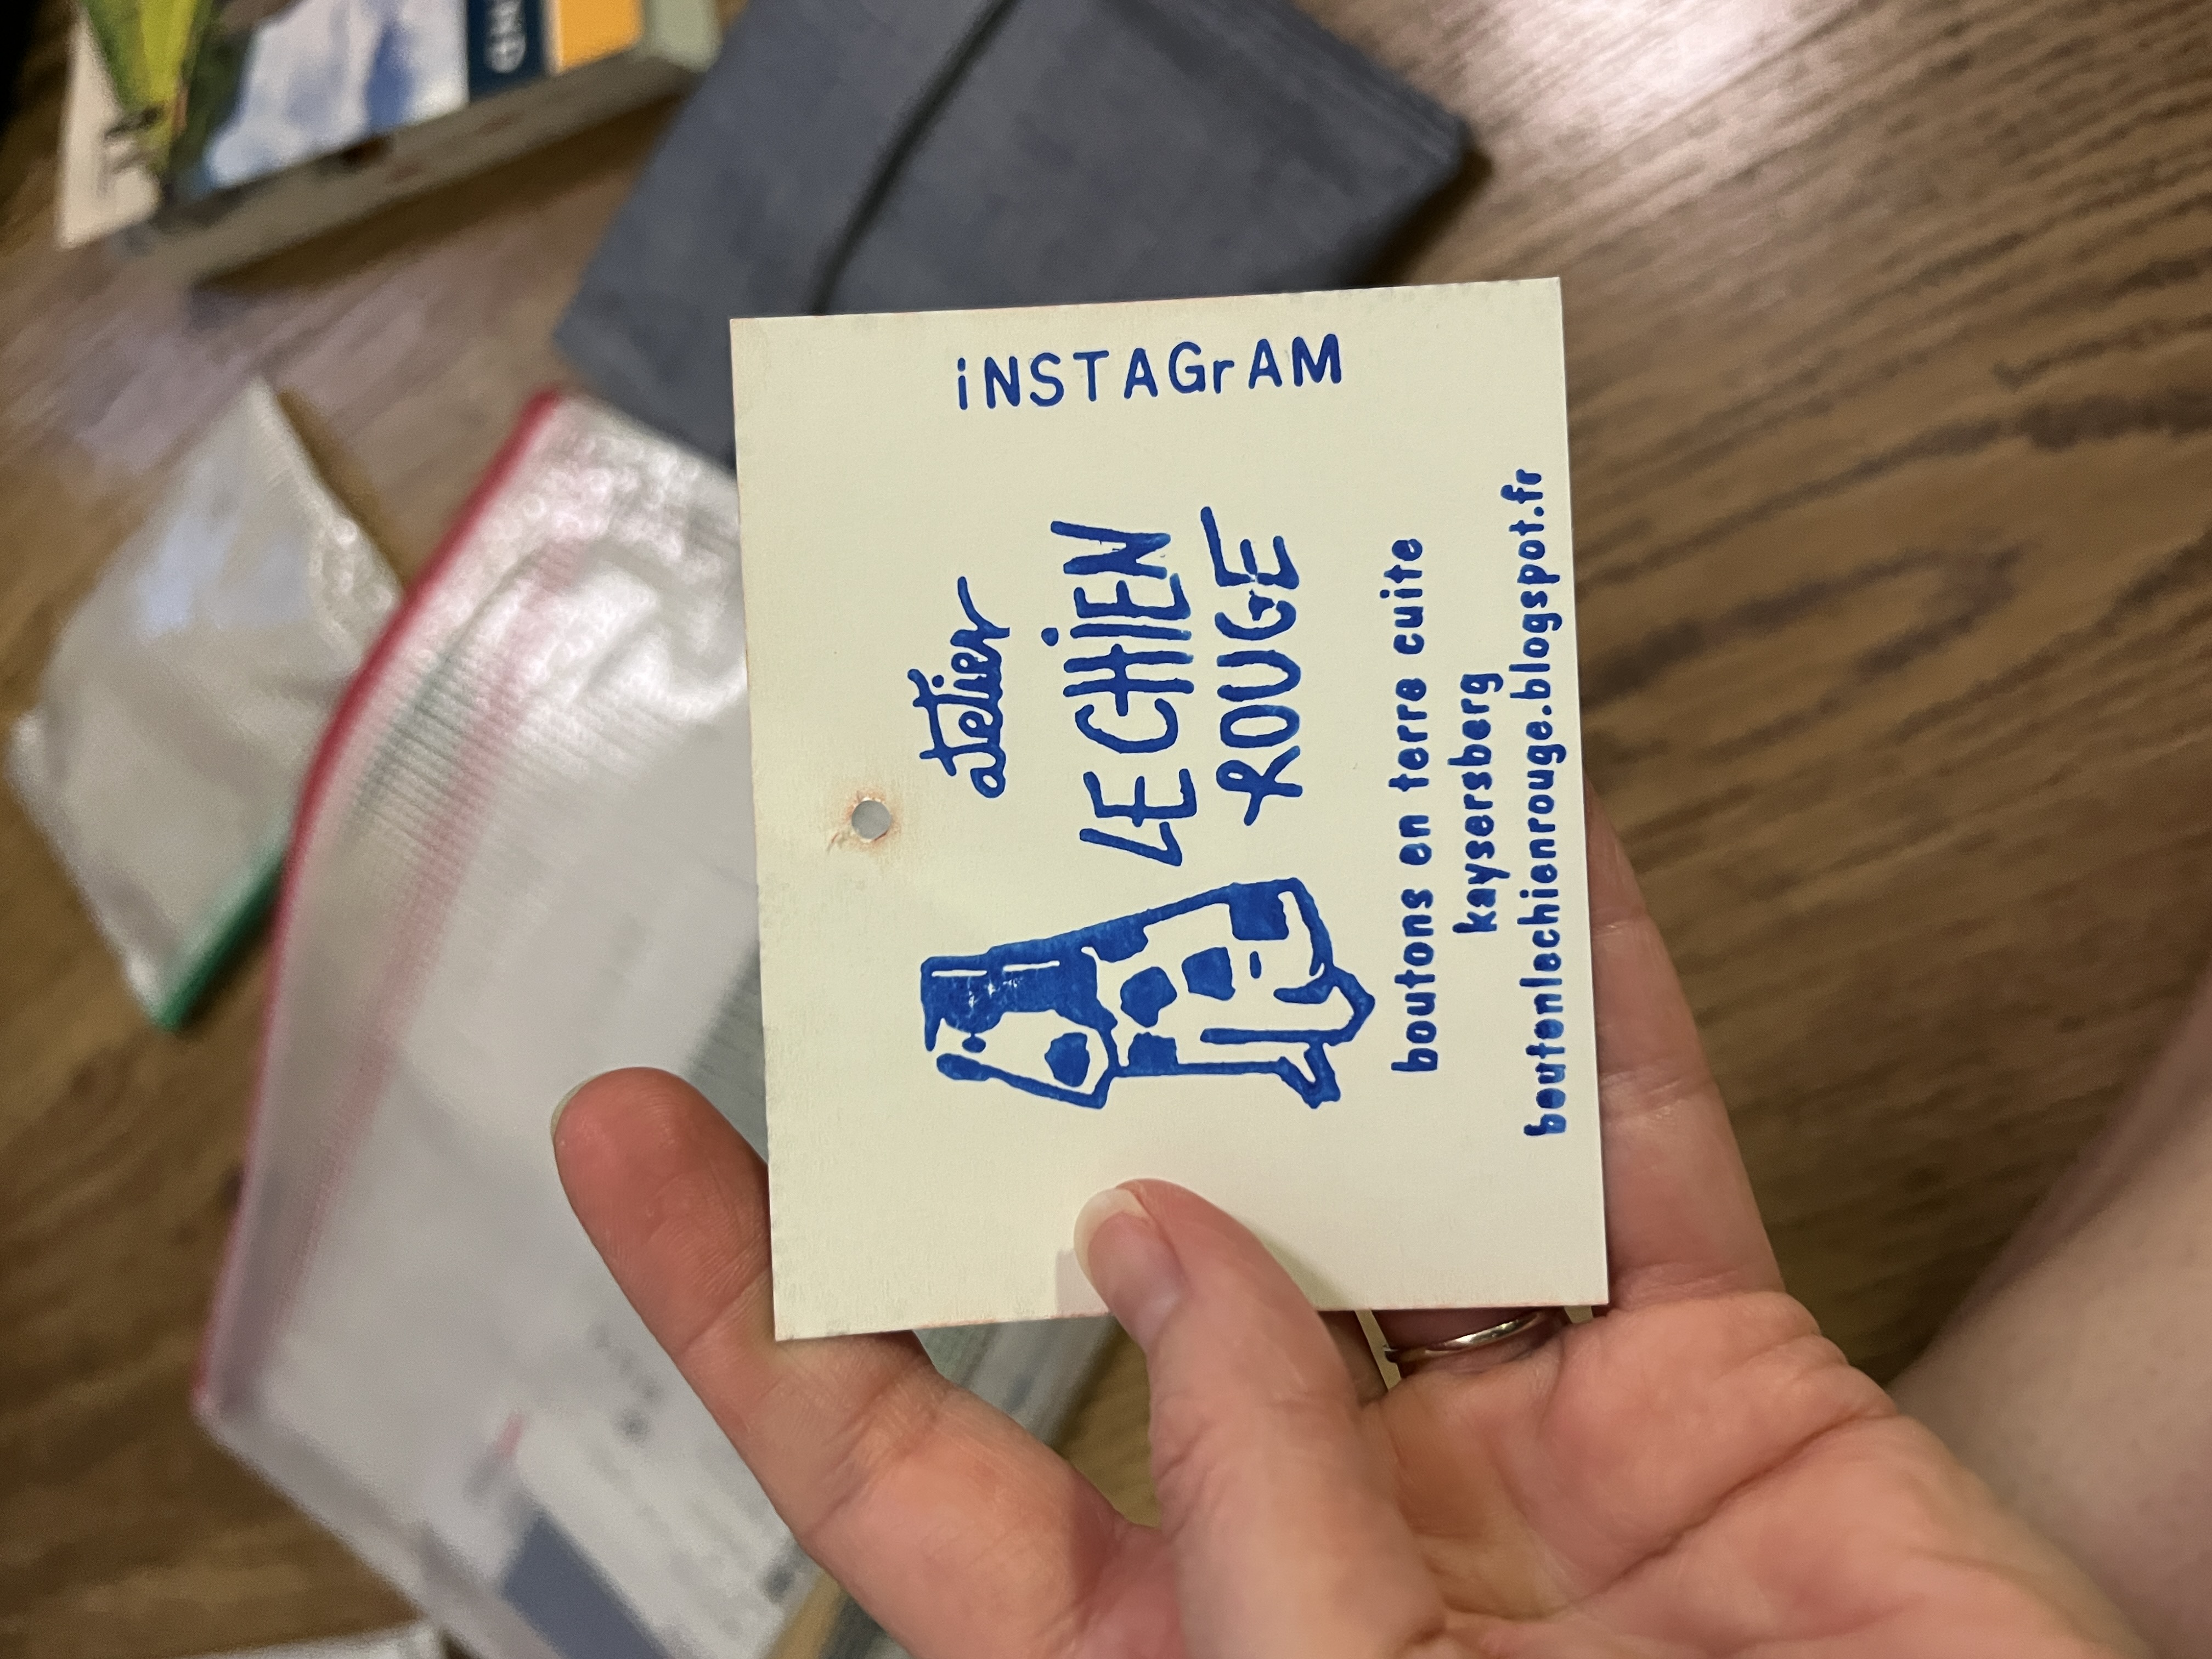 iNSTAGrAM
atelier
LE CHIEN
ROUGE
boutons en terre cuite
kaysersberg
boutonlechienrouge.blogspot.fr